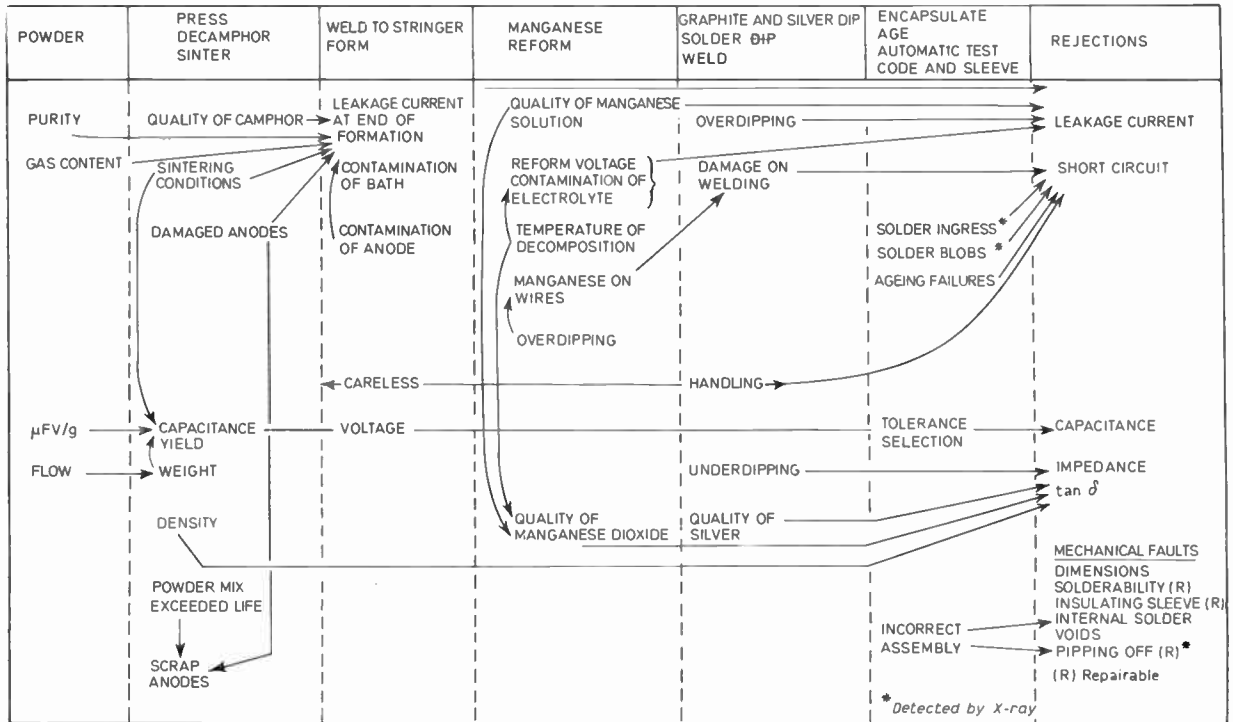 POWDER
PRESS
DECAMPHOR
SINTER
WELD TO STRINGER
FORM
MANGANESE
REFORM
GRAPHITE AND SILVER DIP
SOLDER DIP
WELD
ENCAPSULATE
AGE
AUTOMATIC TEST
CODE AND SLEEVE
REJECTIONS
PURITY
GAS CONTENT
µFV/g
FLOW
QUALITY OF CAMPHOR
SINTERING
CONDITIONS
DAMAGED ANODES
CAPACITANCE
YIELD
WEIGHT
DENSITY
POWDER MIX
EXCEEDED LIFE
SCRAP
ANODES
LEAKAGE CURRENT
AT END OF
FORMATION
CONTAMINATION
OF BATH
CONTAMINATION
OF ANODE
CARELESS
VOLTAGE
QUALITY OF MANGANESE
SOLUTION
REFORM VOLTAGE
CONTAMINATION OF
ELECTROLYTE
TEMPERATURE OF
DECOMPOSITION
MANGANESE ON
WIRES
OVERDIPPING
QUALITY OF
MANGANESE DIOXIDE
OVERDIPPING
DAMAGE ON
WELDING
HANDLING
UNDERDIPPING
QUALITY OF
SILVER
SOLDER INGRESS*
SOLDER BLOBS *
AGEING FAILURES
TOLERANCE
SELECTION
INCORRECT
ASSEMBLY
*Detected by X-ray
LEAKAGE CURRENT
SHORT CIRCUIT
CAPACITANCE
IMPEDANCE
tan δ
MECHANICAL FAULTS
DIMENSIONS
SOLDERABILITY (R)
INSULATING SLEEVE (R)
INTERNAL SOLDER
VOIDS
PIPPING OFF (R)*
(R) Repairable